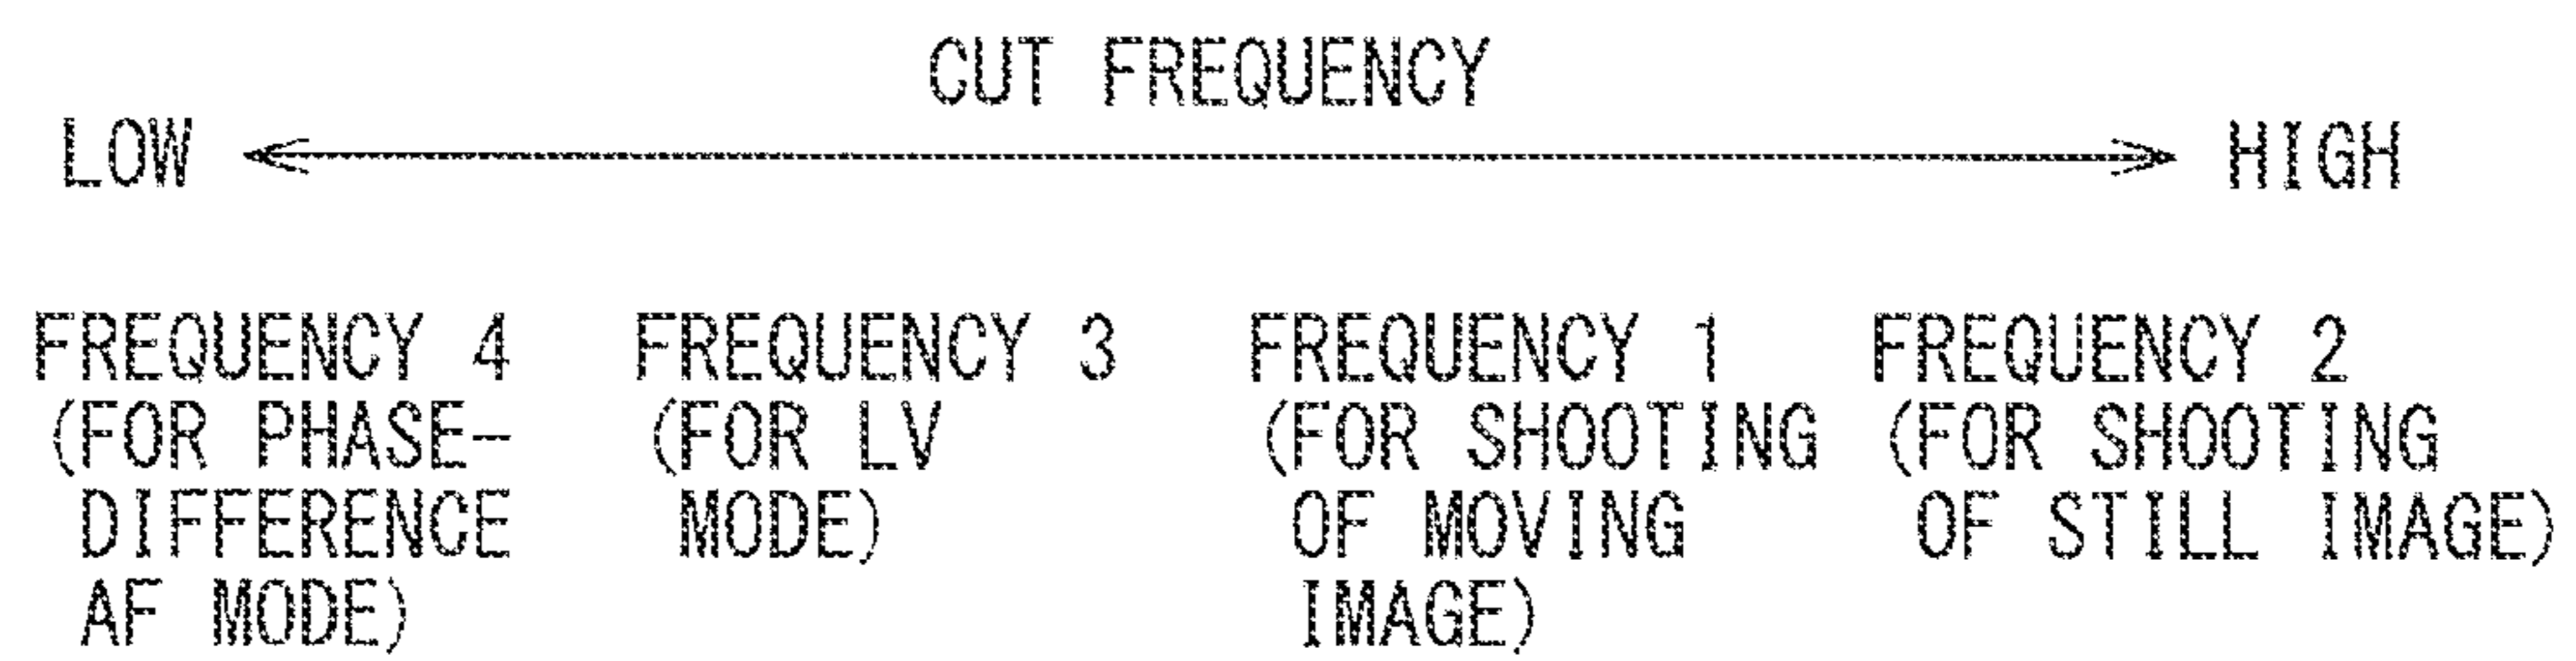 CUT FREQUENCY
LOW HIGH
FREQUENCY 4
(FOR PHASE-
DIFFERENCE
AF MODE)
FREQUENCY 3
(FOR LV
MODE)
FREQUENCY 1
(FOR SHOOTING
OF MOVING
IMAGE)
FREQUENCY 2
(FOR SHOOTING
OF STILL IMAGE)